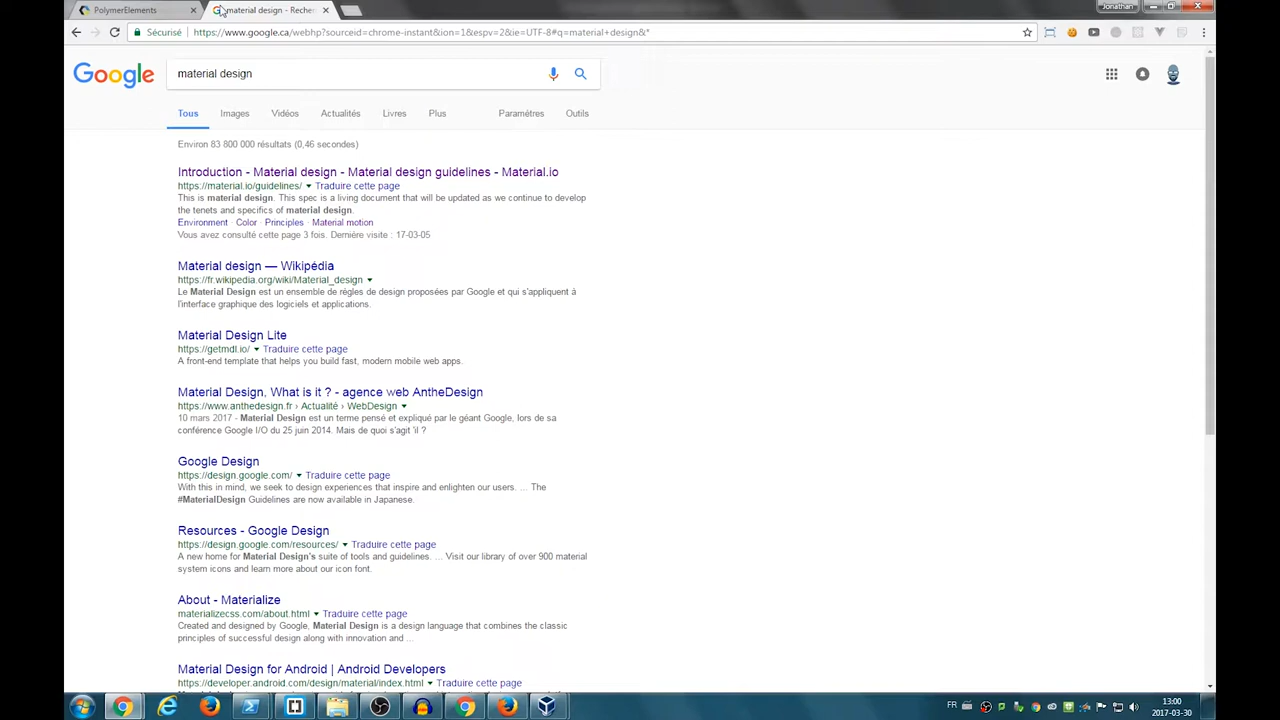 PolymerElements
material design - Recher
Jonathan
Sécurisé
https://www.google.ca/webhp?sourceid=chrome-instant&ion=1&espv=2&ie=UTF-8#q=material+design&*
Google
material design
Tous Images Vidéos Actualités Livres Plus Paramètres Outils
Environ 83 800 000 résultats (0,46 secondes)
Introduction - Material design - Material design guidelines - Material.io
https://material.io/guidelines/ Traduire cette page
This is material design. This spec is a living document that will be updated as we continue to develop
the tenets and specifics of material design.
Environment · Color · Principles · Material motion
Vous avez consulté cette page 3 fois. Dernière visite : 17-03-05
Material design — Wikipédia
https://fr.wikipedia.org/wiki/Material_design
Le Material Design est un ensemble de règles de design proposées par Google et qui s'appliquent à
l'interface graphique des logiciels et applications.
Material Design Lite
https://getmdl.io/ Traduire cette page
A front-end template that helps you build fast, modern mobile web apps.
Material Design, What is it ? - agence web AntheDesign
https://www.anthedesign.fr › Actualité › WebDesign
10 mars 2017 - Material Design est un terme pensé et expliqué par le géant Google, lors de sa
conférence Google I/O du 25 juin 2014. Mais de quoi s'agit 'il ?
Google Design
https://design.google.com/ Traduire cette page
With this in mind, we seek to design experiences that inspire and enlighten our users. ... The
#MaterialDesign Guidelines are now available in Japanese.
Resources - Google Design
https://design.google.com/resources/ Traduire cette page
A new home for Material Design's suite of tools and guidelines. ... Visit our library of over 900 material
system icons and learn more about our icon font.
About - Materialize
materializecss.com/about.html Traduire cette page
Created and designed by Google, Material Design is a design language that combines the classic
principles of successful design along with innovation and ...
Material Design for Android | Android Developers
https://developer.android.com/design/material/index.html Traduire cette page
FR
13:00
2017-03-30